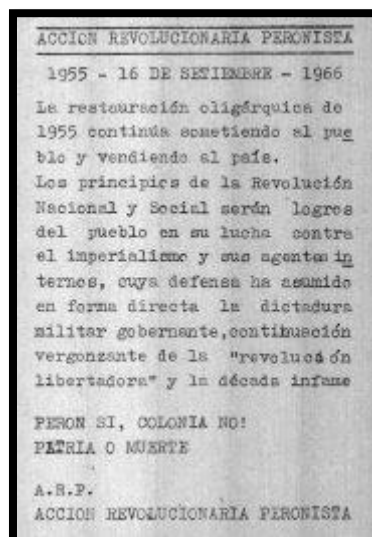 ACCION REVOLUCIONARIA PERONISTA
1955 - 16 DE SETIEMBRE - 1966
La restauración oligárquica de
1955 continúa sometiendo al pue
blo y vendiendo al país.
Los principios de la Revolución
Nacional y Social serán logros
del pueblo en su lucha contra
el imperialismo y sus agentes in
ternos, cuya defensa ha asumido
en forma directa la dictadura
militar gobernante, continuación
vergonzante de la "revolución
libertadora" y la década infame
PERON SI, COLONIA NO!
PATRIA O MUERTE
A.R.P.
ACCION REVOLUCIONARIA PERONISTA